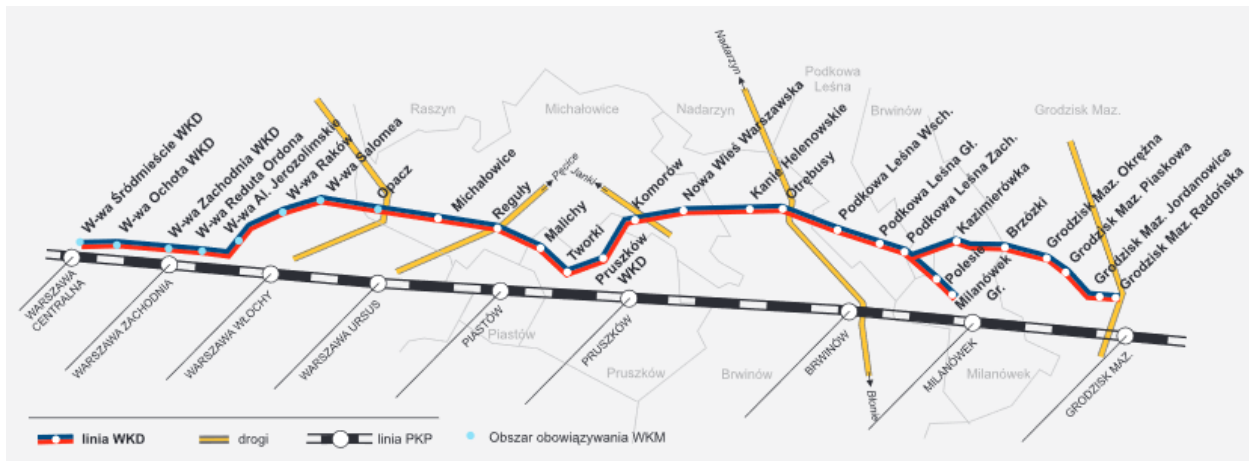 Nadarzyn
Podkowa
Leśna
Raszyn
Michałowice
Nadarzyn
Brwinów
Grodzisk Maz.
W-wa Śródmieście WKD
W-wa Ochota WKD
W-wa Zachodnia WKD
W-wa Reduta Ordona
W-wa Al. Jerozolimskie
W-wa Raków
W-wa Salomea
Opacz
Michałowice
Reguły
Pęcice
Janki
Malichy
Tworki
Pruszków
WKD
Komorów
Nowa Wieś Warszawska
Kanie Helenowskie
Otrębusy
Podkowa Leśna Wsch.
Podkowa Leśna Gł.
Podkowa Leśna Zach.
Kazimierówka
Brzózki
Polesie
Milanówek
Gr.
Grodzisk Maz. Okrężna
Grodzisk Maz. Piaskowa
Grodzisk Maz. Jordanowice
Grodzisk Maz. Radońska
WARSZAWA
CENTRALNA
WARSZAWA ZACHODNIA
WARSZAWA WŁOCHY
WARSZAWA URSUS
PIASTÓW
Piastów
PRUSZKÓW
Pruszków
Brwinów
BRWINÓW
Błonie
MILANÓWEK
Milanówek
GRODZISK MAZ.
linia WKD
drogi
linia PKP
Obszar obowiązywania WKM